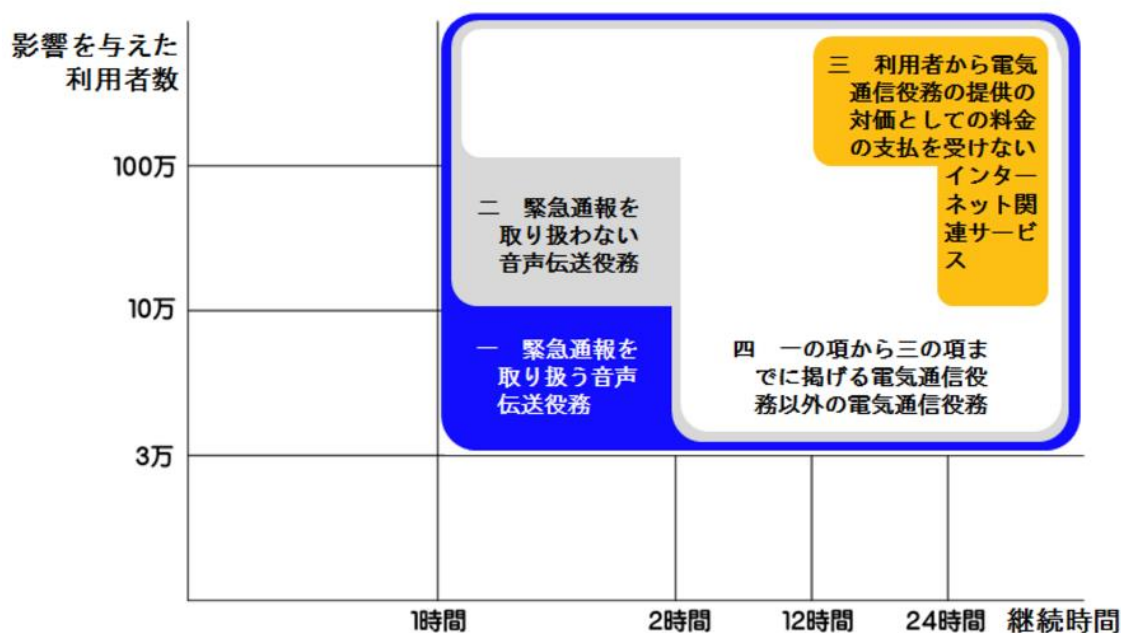 影響を与えた
利用者数
100万
10万
3万
三 利用者から電気
通信役務の提供の
対価としての料金
の支払を受けない
インター
ネット関
連サービ
ス
二 緊急通報を
取り扱わない
音声伝送役務
一 緊急通報を
取り扱う音声
伝送役務
四 一の項から三の項ま
でに掲げる電気通信役
務以外の電気通信役務
1時間
2時間
12時間
24時間
継続時間